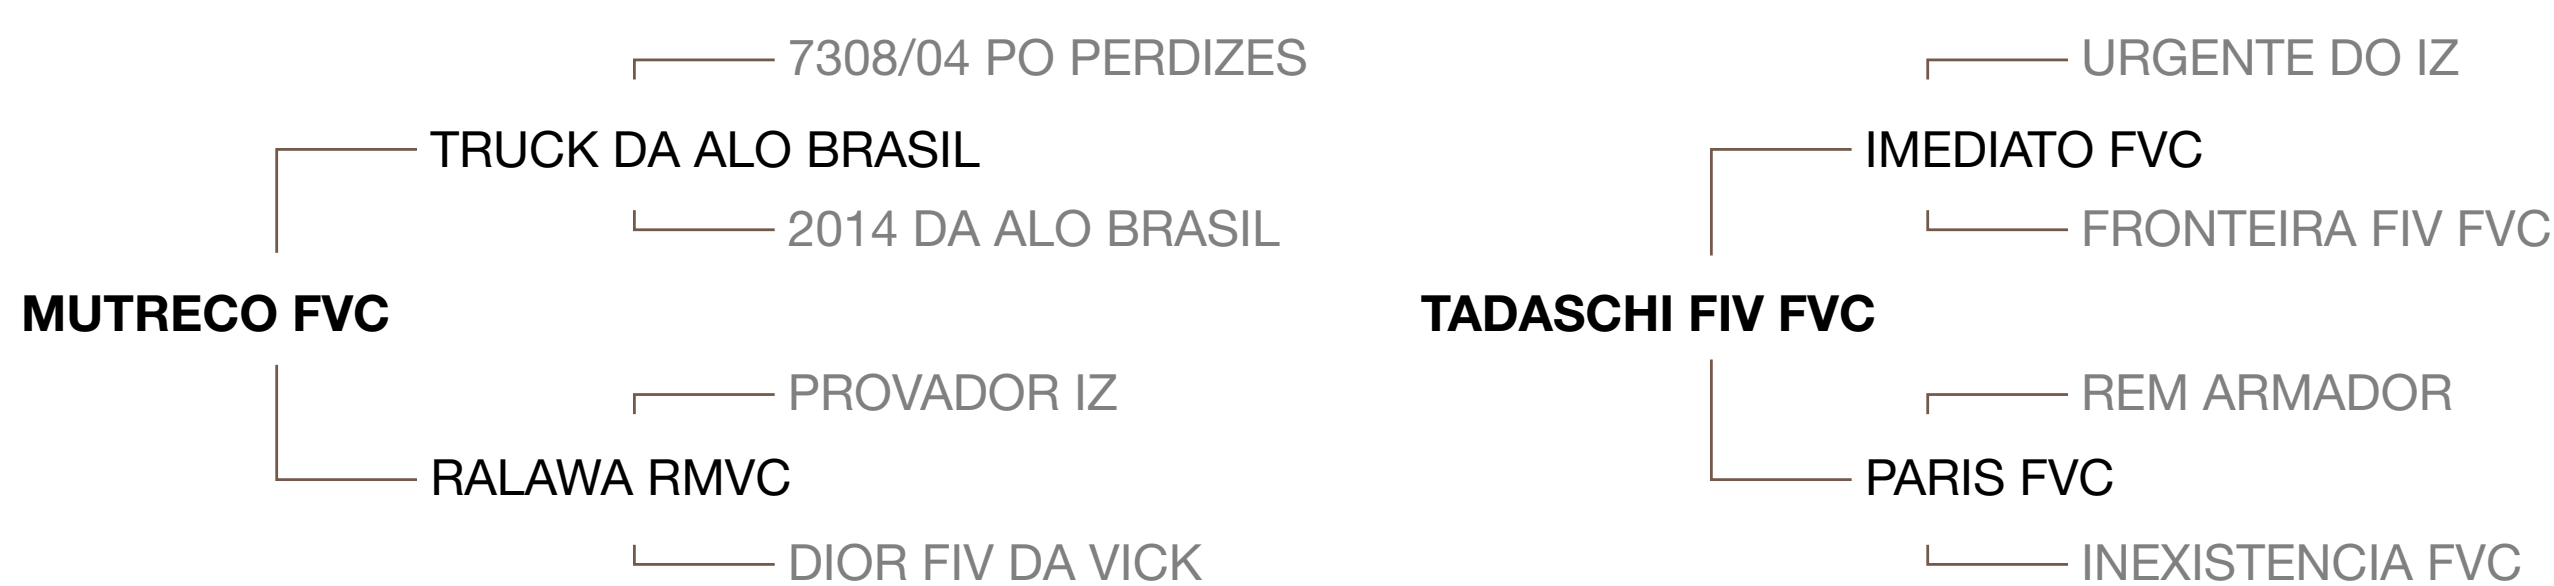 7308/04 PO PERDIZES
TRUCK DA ALO BRASIL
2014 DA ALO BRASIL
MUTRECO FVC
PROVADOR IZ
RALAWA RMVC
DIOR FIV DA VICK
URGENTE DO IZ
IMEDIATO FVC
FRONTEIRA FIV FVC
TADASCHI FIV FVC
REM ARMADOR
PARIS FVC
INEXISTENCIA FVC